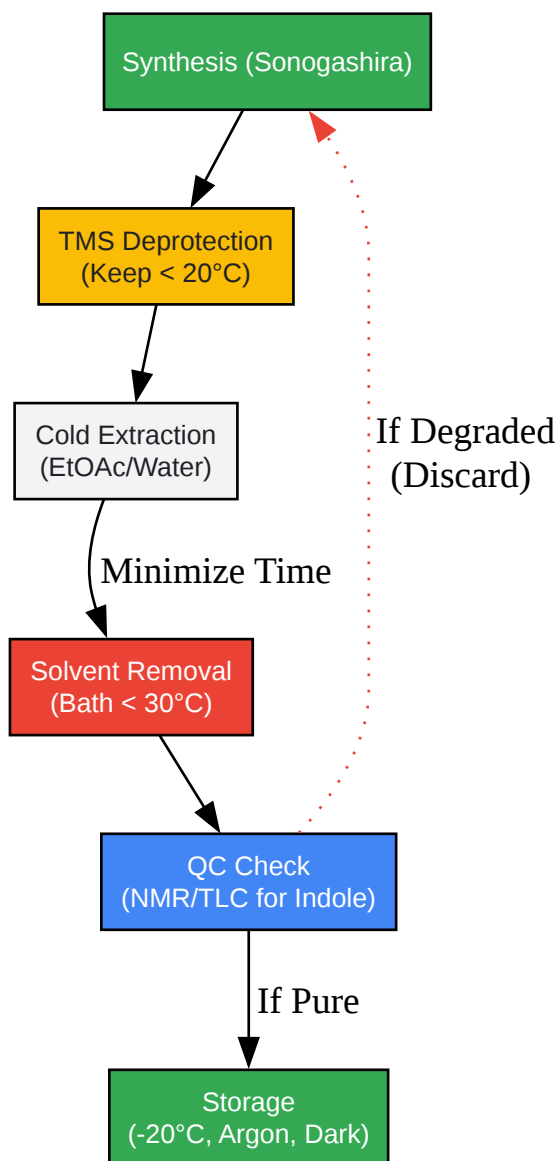 Synthesis (Sonogashira)
TMS Deprotection
(Keep < 20°C)
Cold Extraction
(EtOAc/Water)
If Degraded
(Discard)
Minimize Time
Solvent Removal
(Bath < 30°C)
QC Check
(NMR/TLC for Indole)
If Pure
Storage
(-20°C, Argon, Dark)